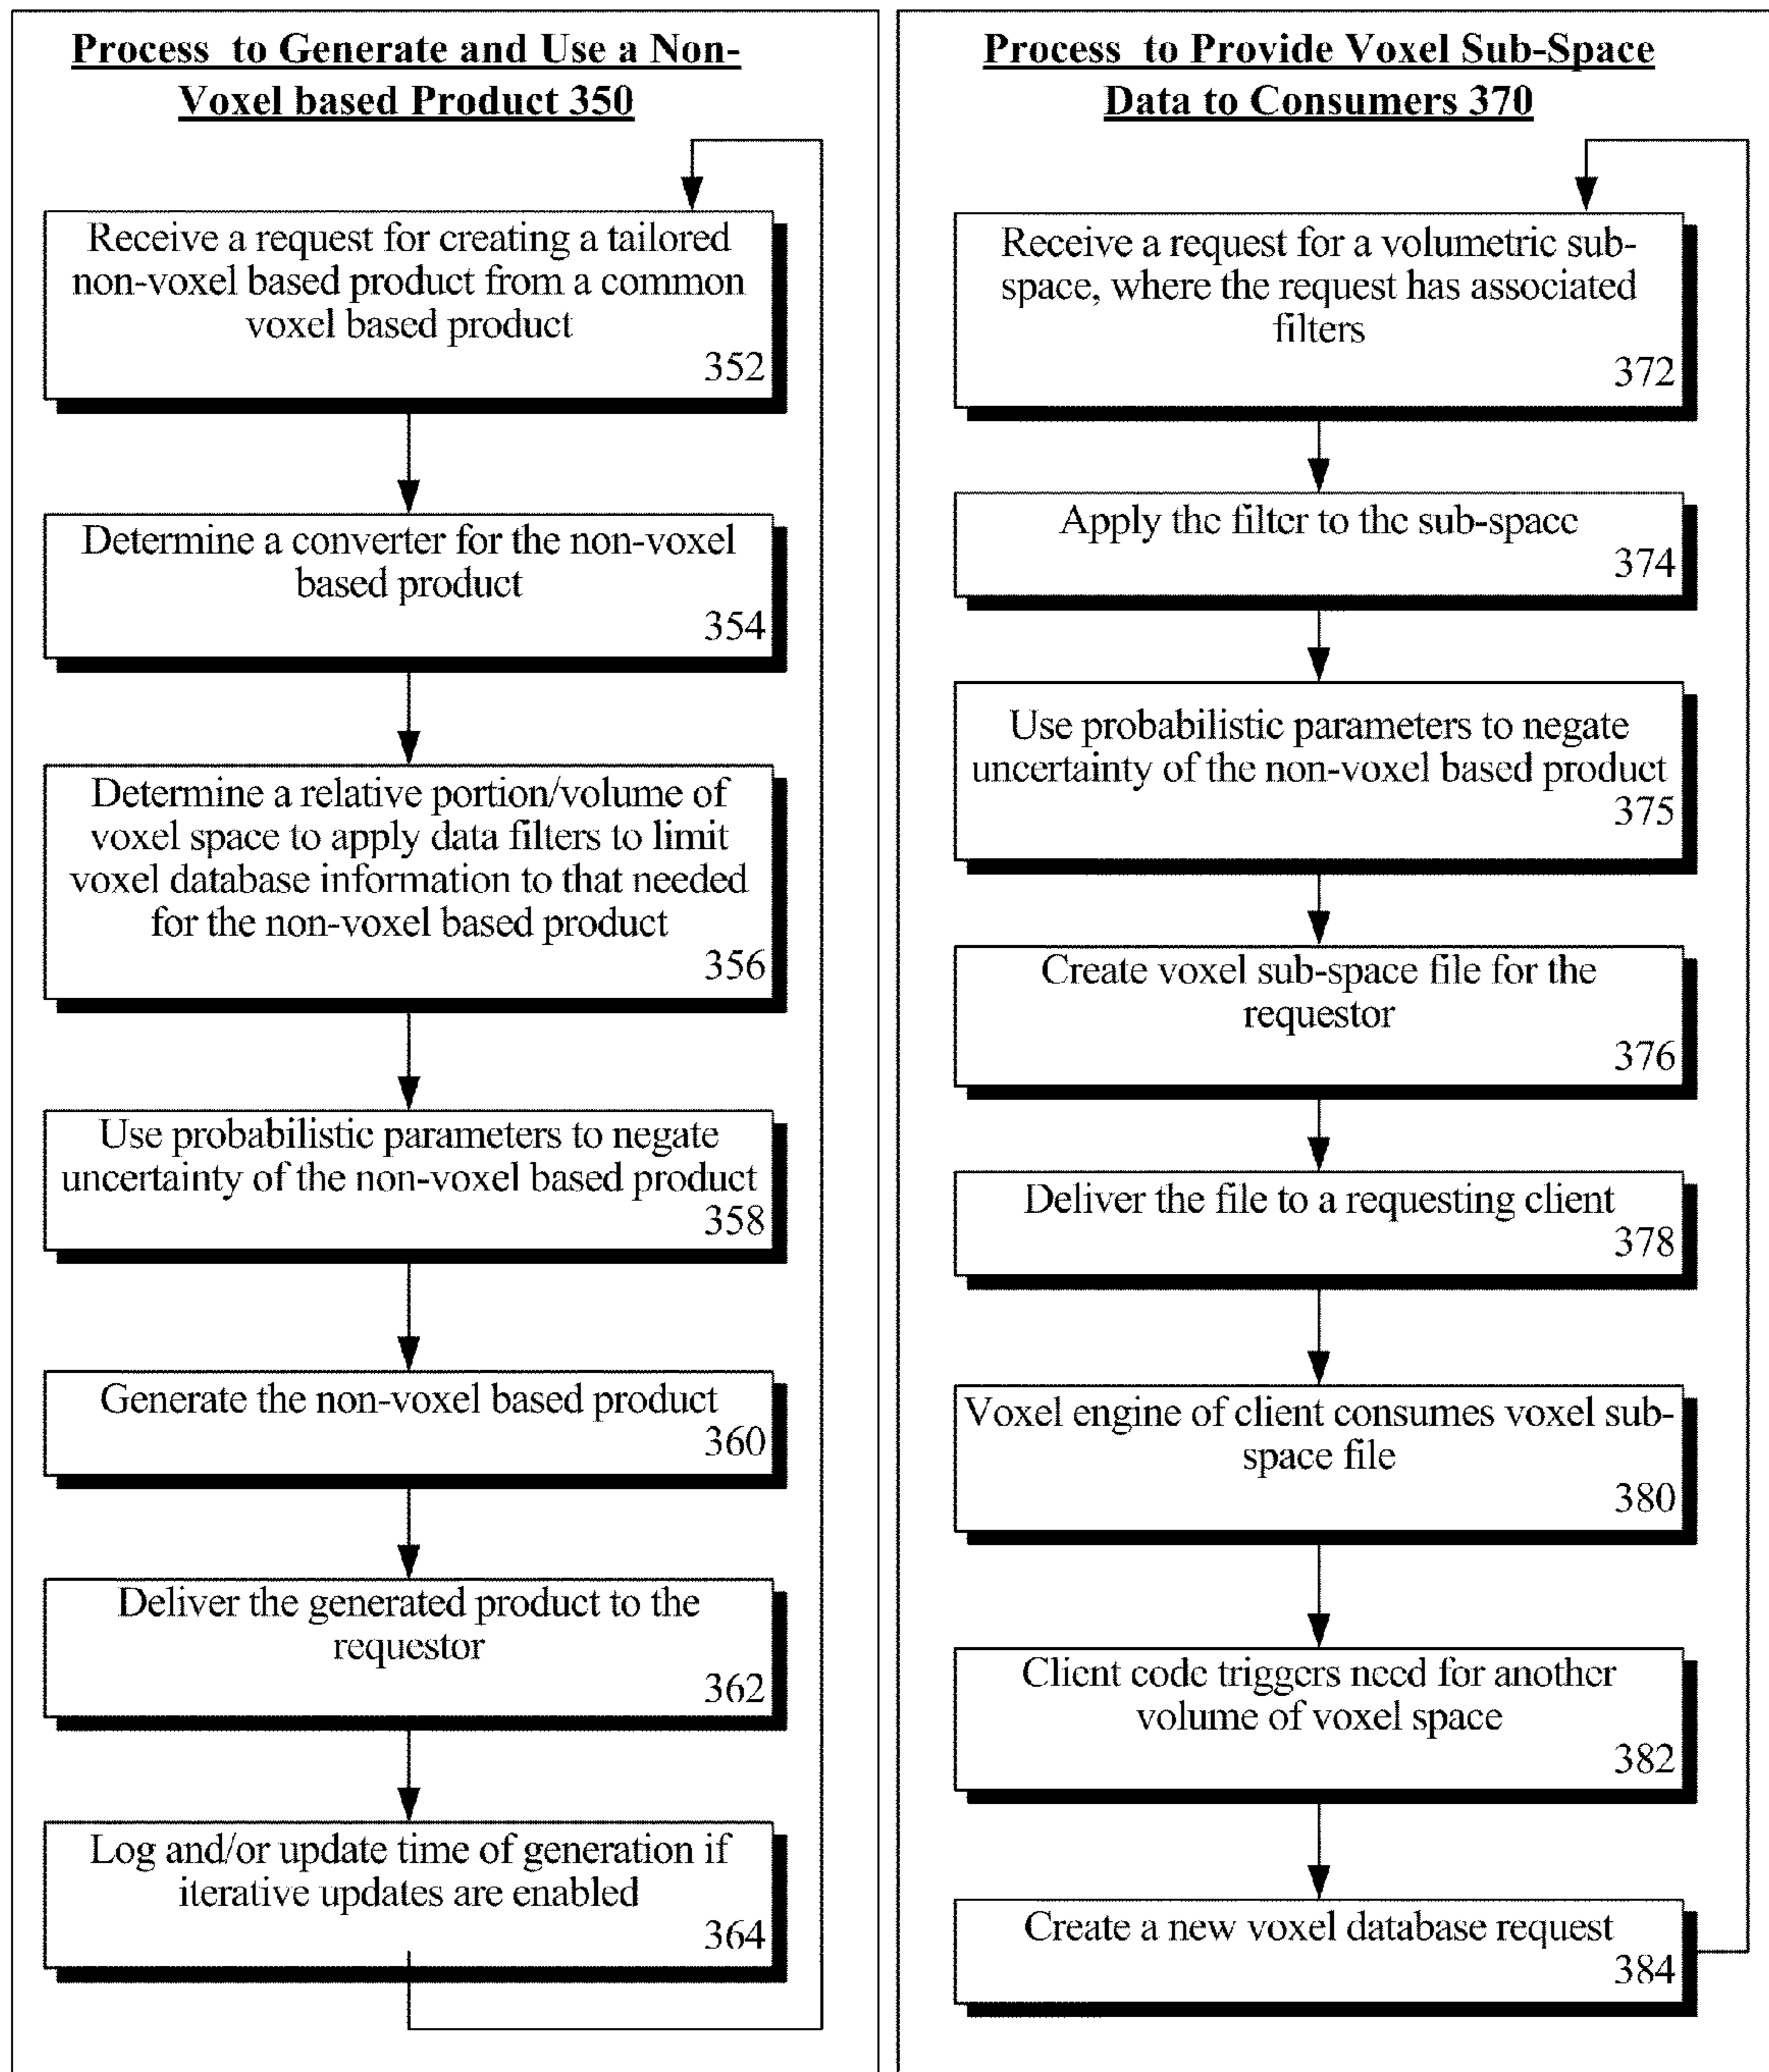 Process to Generate and Use a Non-
Voxel based Product 350
Receive a request for creating a tailored
non-voxel based product from a common
voxel based product
352
Determine a converter for the non-voxel
based product
354
Determine a relative portion/volume of
voxel space to apply data filters to limit
voxel database information to that needed
for the non-voxel based product
356
Use probabilistic parameters to negate
uncertainty of the non-voxel based product
358
Generate the non-voxel based product
360
Deliver the generated product to the
requestor
362
Log and/or update time of generation if
iterative updates are enabled
364
Process to Provide Voxel Sub-Space
Data to Consumers 370
Receive a request for a volumetric sub-
space, where the request has associated
filters
372
Apply the filter to the sub-space
374
Use probabilistic parameters to negate
uncertainty of the non-voxel based product
375
Create voxel sub-space file for the
requestor
376
Deliver the file to a requesting client
378
Voxel engine of client consumes voxel sub-
space file
380
Client code triggers need for another
volume of voxel space
382
Create a new voxel database request
384